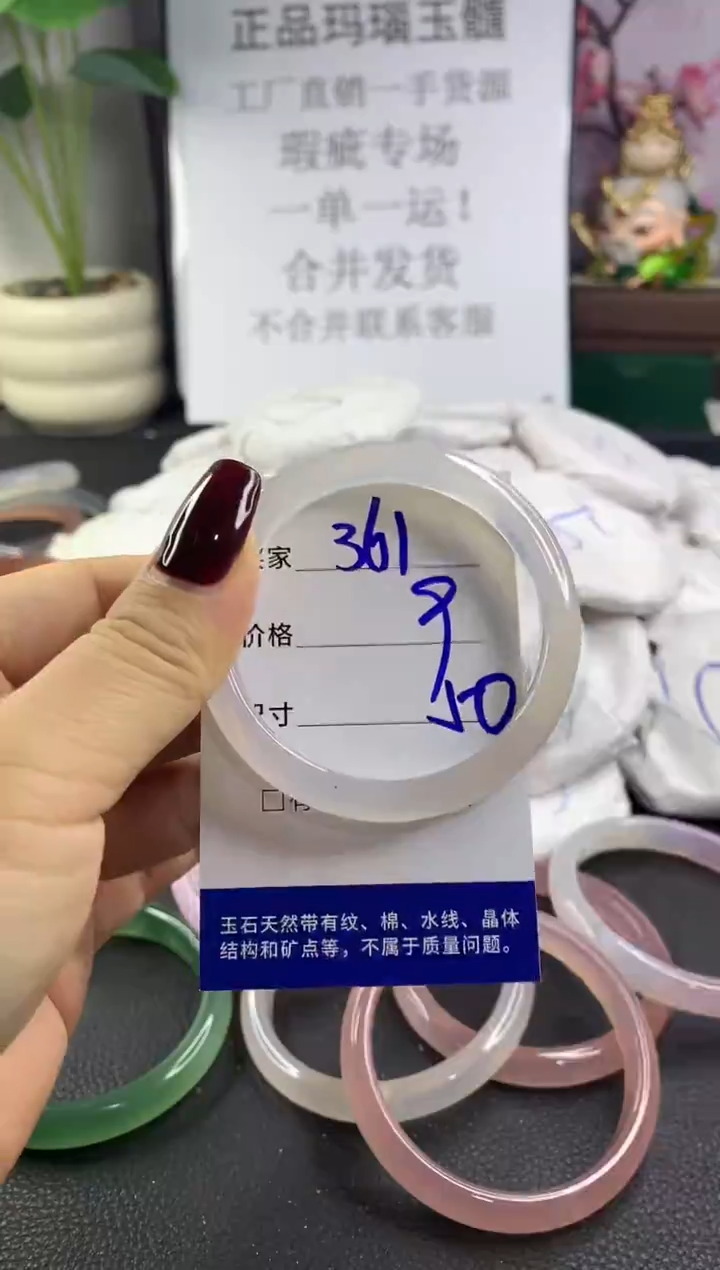 正品玛瑙玉髓
工厂直销一手货源
瑕疵专场
一单一运！
合并发货
不合并联系客服
家 361
价格
寸 50
玉石天然带有纹、棉、水线、晶体
结构和矿点等，不属于质量问题。